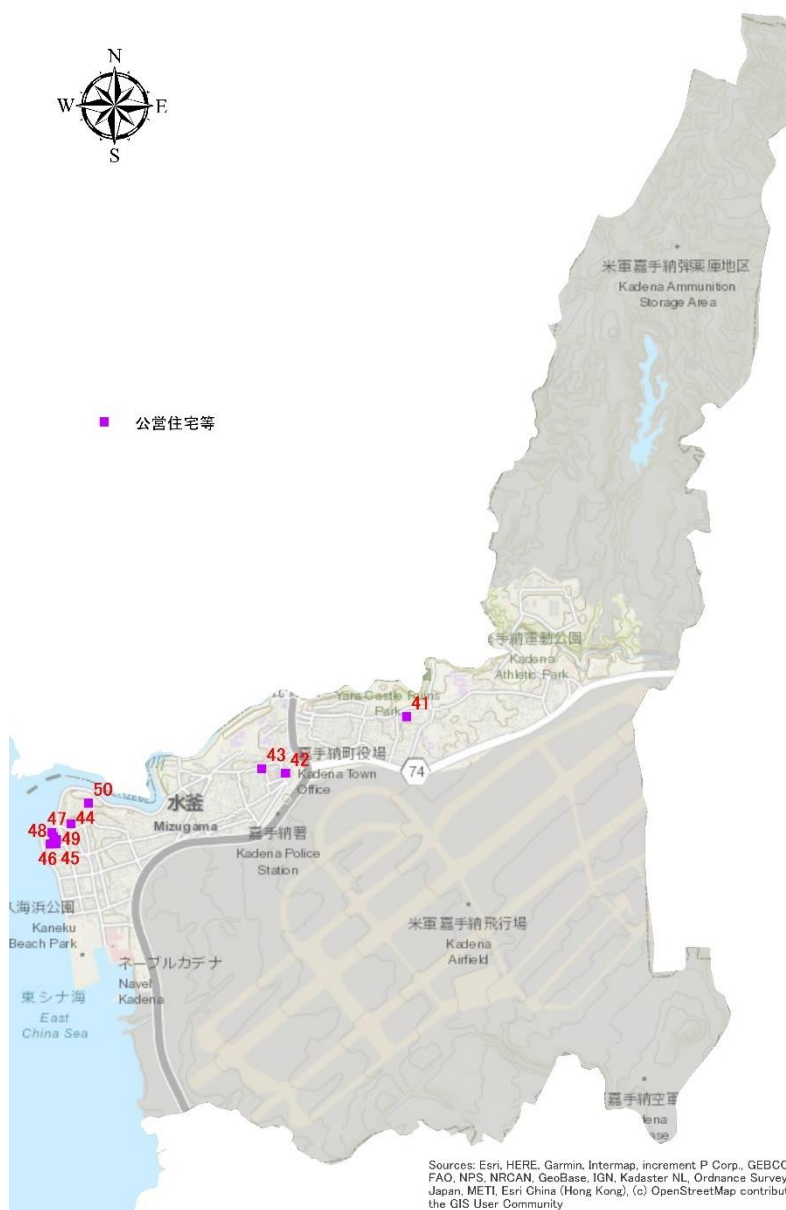 N
W E
S
米軍嘉手納弾薬庫地区
Kadena Ammunition
Storage Area
公営住宅等
手納運動公園
Kadena
Athletic Park
Yara Castle Ruins
Park
41
嘉手納町役場
43
42
Kadena Town
Office
74
50
水釜
Mizugama
47
44
48
49
46
45
嘉手納署
Kadena Police
Station
海浜公園
Kaneku
Beach Park
米軍嘉手納飛行場
Kadena
Airfield
ネーブルカデナ
Navel
Kadena
東シナ海
East
China Sea
嘉手納空軍
dena
ase
Sources: Esri, HERE, Garmin, Intermap, increment P Corp., GEBCO
FAO, NPS, NRCAN, GeoBase, IGN, Kadaster NL, Ordnance Survey
Japan, METI, Esri China (Hong Kong), (c) OpenStreetMap contribut
the GIS User Community